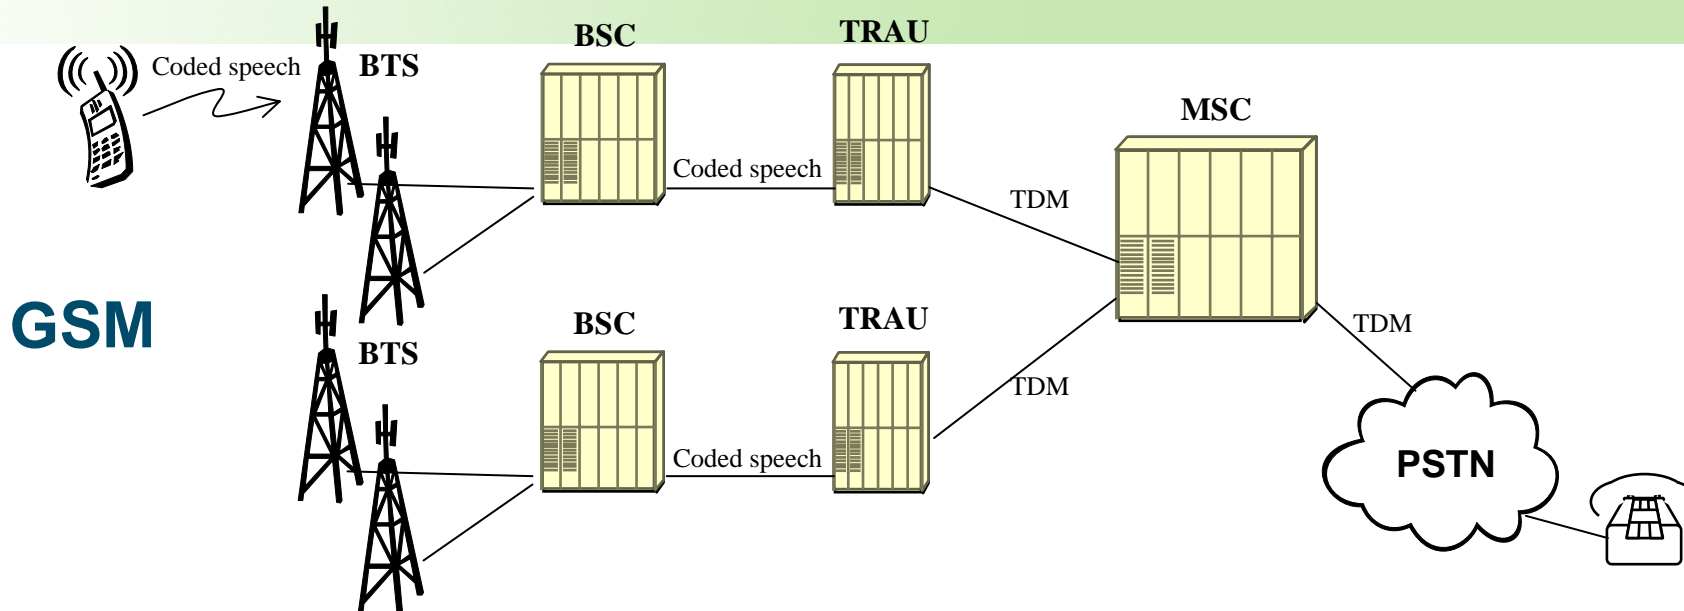 BSC
TRAU
Coded speech
BTS
MSC
Coded speech
TDM
GSM
BSC
TRAU
TDM
BTS
TDM
Coded speech
PSTN